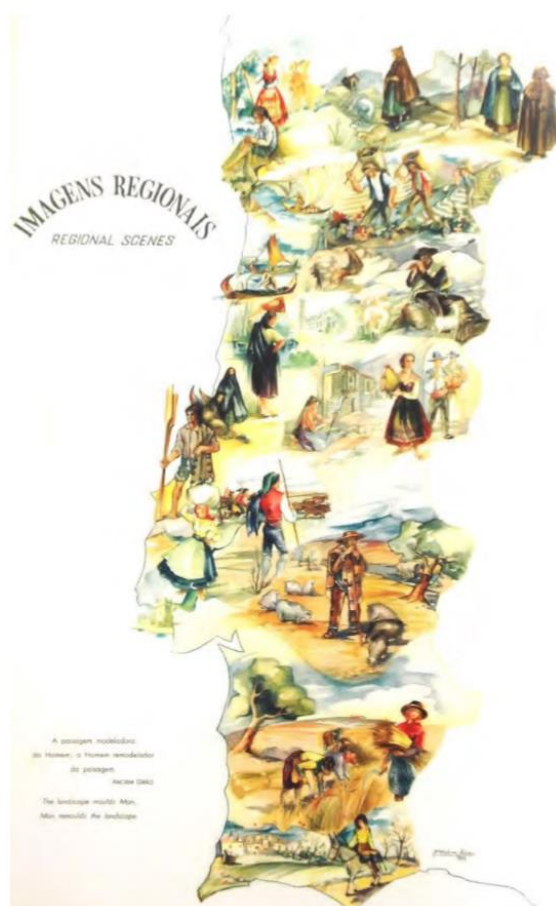 IMAGENS REGIONAIS
REGIONAL SCENES
A paisagem modeladora
do Homem, o Homem remodelador
da paisagem.
The landscape moulds Man,
Man remoulds the landscape.